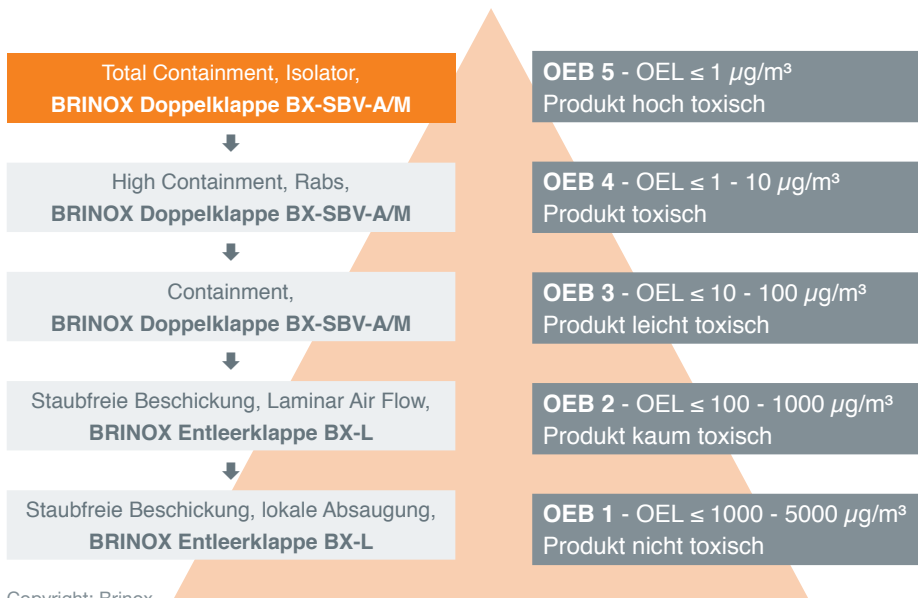 Total Containment, Isolator,
BRINOX Doppelklappe BX-SBV-A/M
OEB 5 - OEL ≤ 1 µg/m³
Produkt hoch toxisch
High Containment, Rabs,
BRINOX Doppelklappe BX-SBV-A/M
OEB 4 - OEL ≤ 1 - 10 µg/m³
Produkt toxisch
Containment,
BRINOX Doppelklappe BX-SBV-A/M
OEB 3 - OEL ≤ 10 - 100 µg/m³
Produkt leicht toxisch
Staubfreie Beschickung, Laminar Air Flow,
BRINOX Entleerklappe BX-L
OEB 2 - OEL ≤ 100 - 1000 µg/m³
Produkt kaum toxisch
Staubfreie Beschickung, lokale Absaugung,
BRINOX Entleerklappe BX-L
OEB 1 - OEL ≤ 1000 - 5000 µg/m³
Produkt nicht toxisch
Copyright: Brinox